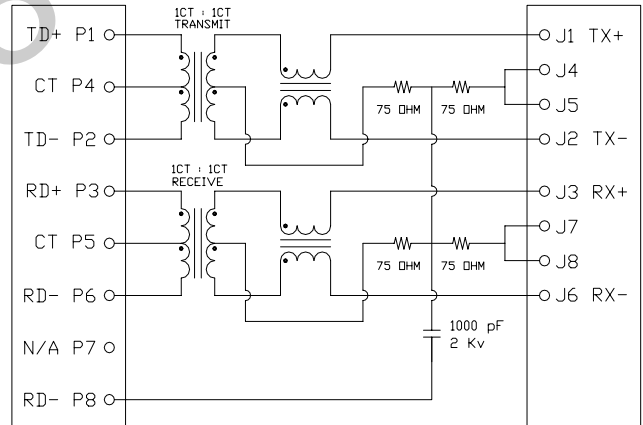 1CT : 1CT
TRANSMIT
TD+ P1
J1 TX+
J4
CT P4
75 OHM
75 OHM
J5
TD- P2
J2 TX-
1CT : 1CT
RECEIVE
RD+ P3
J3 RX+
J7
CT P5
75 OHM
75 OHM
J8
RD- P6
J6 RX-
1000 pF
2 Kv
N/A P7
RD- P8